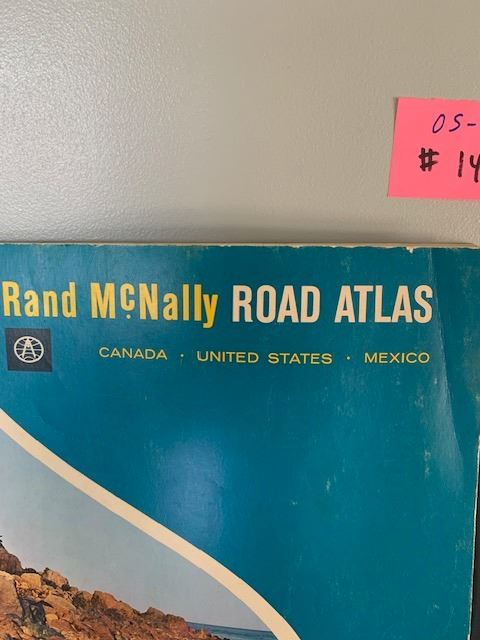 OS-
# 14
Rand McNally ROAD ATLAS
CANADA · UNITED STATES · MEXICO